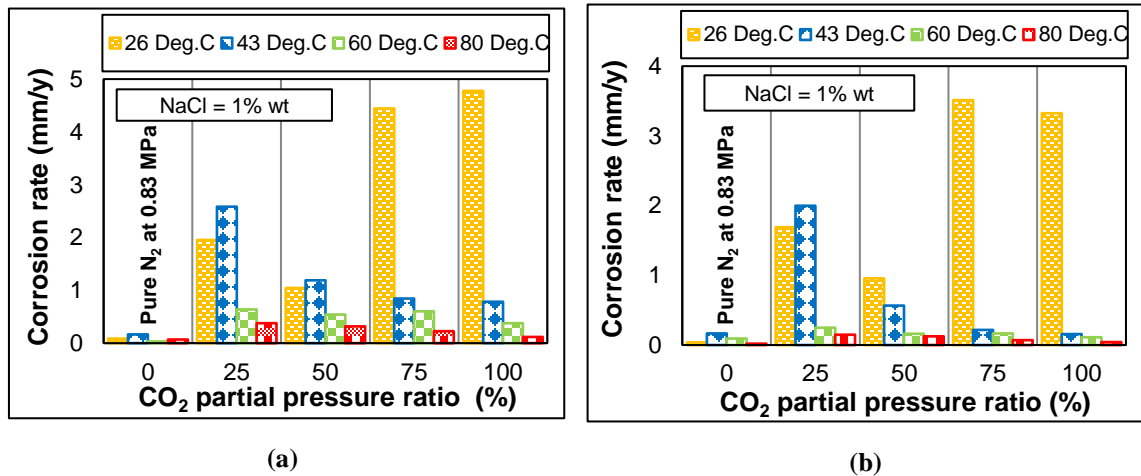 26 Deg.C 43 Deg.C 60 Deg.C 80 Deg.C
NaCl = 1% wt
Pure N₂ at 0.83 MPa
Corrosion rate (mm/y)
5
4
3
2
1
0
0 25 50 75 100
CO₂ partial pressure ratio (%)
(a)
26 Deg.C 43 Deg.C 60 Deg.C 80 Deg.C
NaCl = 1% wt
Pure N₂ at 0.83 MPa
Corrosion rate (mm/y)
4
3
2
1
0
0 25 50 75 100
CO₂ partial pressure ratio (%)
(b)